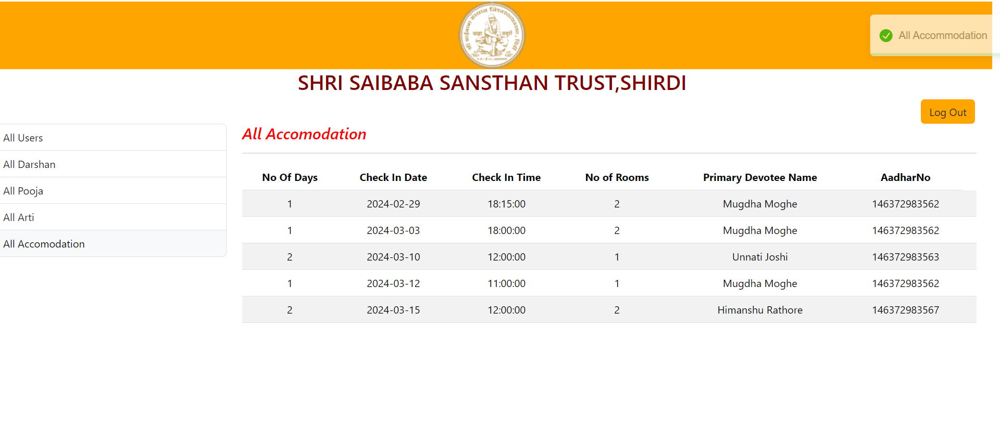 श्रद्धा
सबुरी
All Accommodation
SHRI SAIBABA SANSTHAN TRUST,SHIRDI
Log Out
All Users
All Darshan
All Pooja
All Arti
All Accomodation
All Accomodation
No Of Days Check In Date Check In Time No of Rooms Primary Devotee Name AadharNo
1 2024-02-29 18:15:00 2 Mugdha Moghe 146372983562
1 2024-03-03 18:00:00 2 Mugdha Moghe 146372983562
2 2024-03-10 12:00:00 1 Unnati Joshi 146372983563
1 2024-03-12 11:00:00 1 Mugdha Moghe 146372983562
2 2024-03-15 12:00:00 2 Himanshu Rathore 146372983567